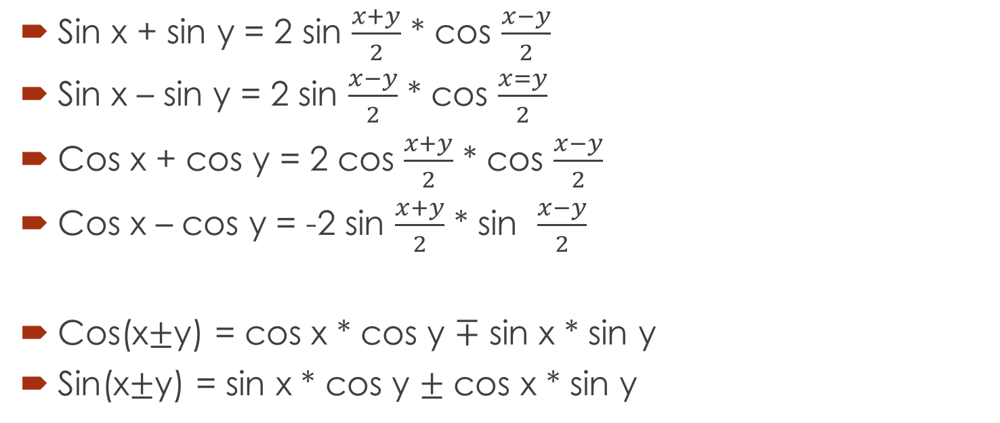 Sin x + sin y = 2 sin \frac{x+y}{2} * cos \frac{x−y}{2}
Sin x – sin y = 2 sin \frac{x−y}{2} * cos \frac{x=y}{2}
Cos x + cos y = 2 cos \frac{x+y}{2} * cos \frac{x−y}{2}
Cos x – cos y = -2 sin \frac{x+y}{2} * sin \frac{x−y}{2}
Cos(x±y) = cos x * cos y ∓ sin x * sin y
Sin(x±y) = sin x * cos y ± cos x * sin y